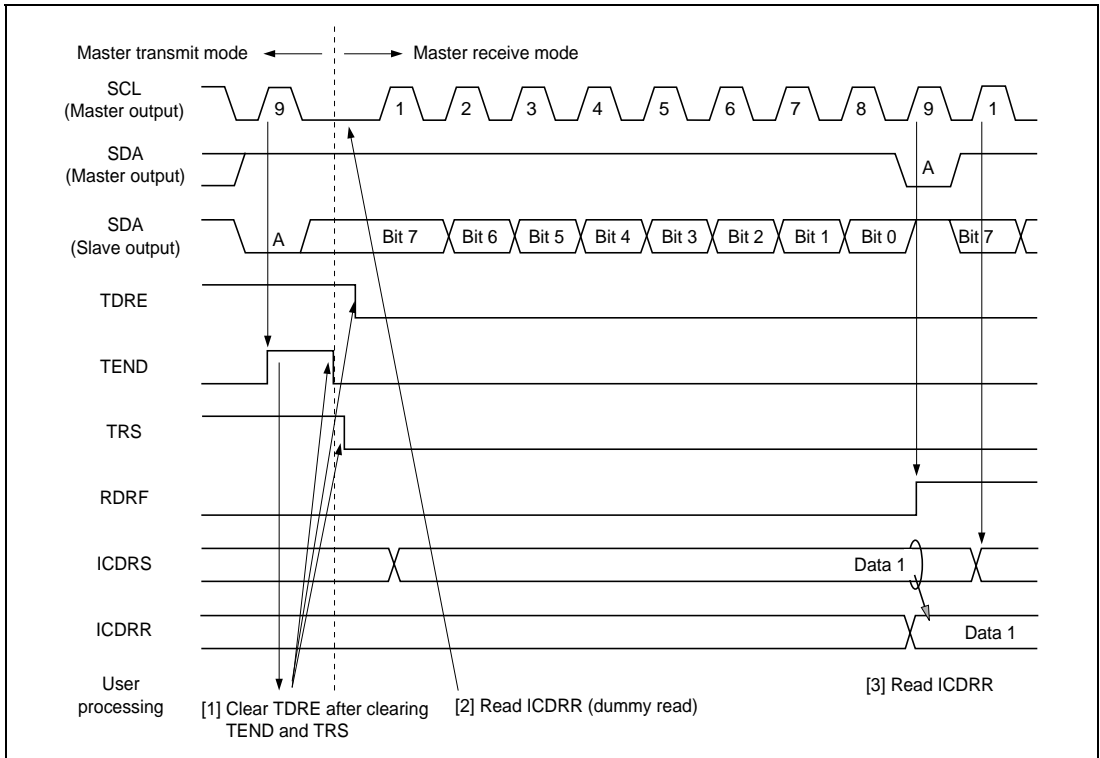 Master transmit mode
Master receive mode
SCL
(Master output)
9
1
2
3
4
5
6
7
8
9
1
SDA
(Master output)
A
SDA
(Slave output)
A
Bit 7
Bit 6
Bit 5
Bit 4
Bit 3
Bit 2
Bit 1
Bit 0
Bit 7
TDRE
TEND
TRS
RDRF
ICDRS
Data 1
ICDRR
Data 1
User
processing
[1] Clear TDRE after clearing
TEND and TRS
[2] Read ICDRR (dummy read)
[3] Read ICDRR